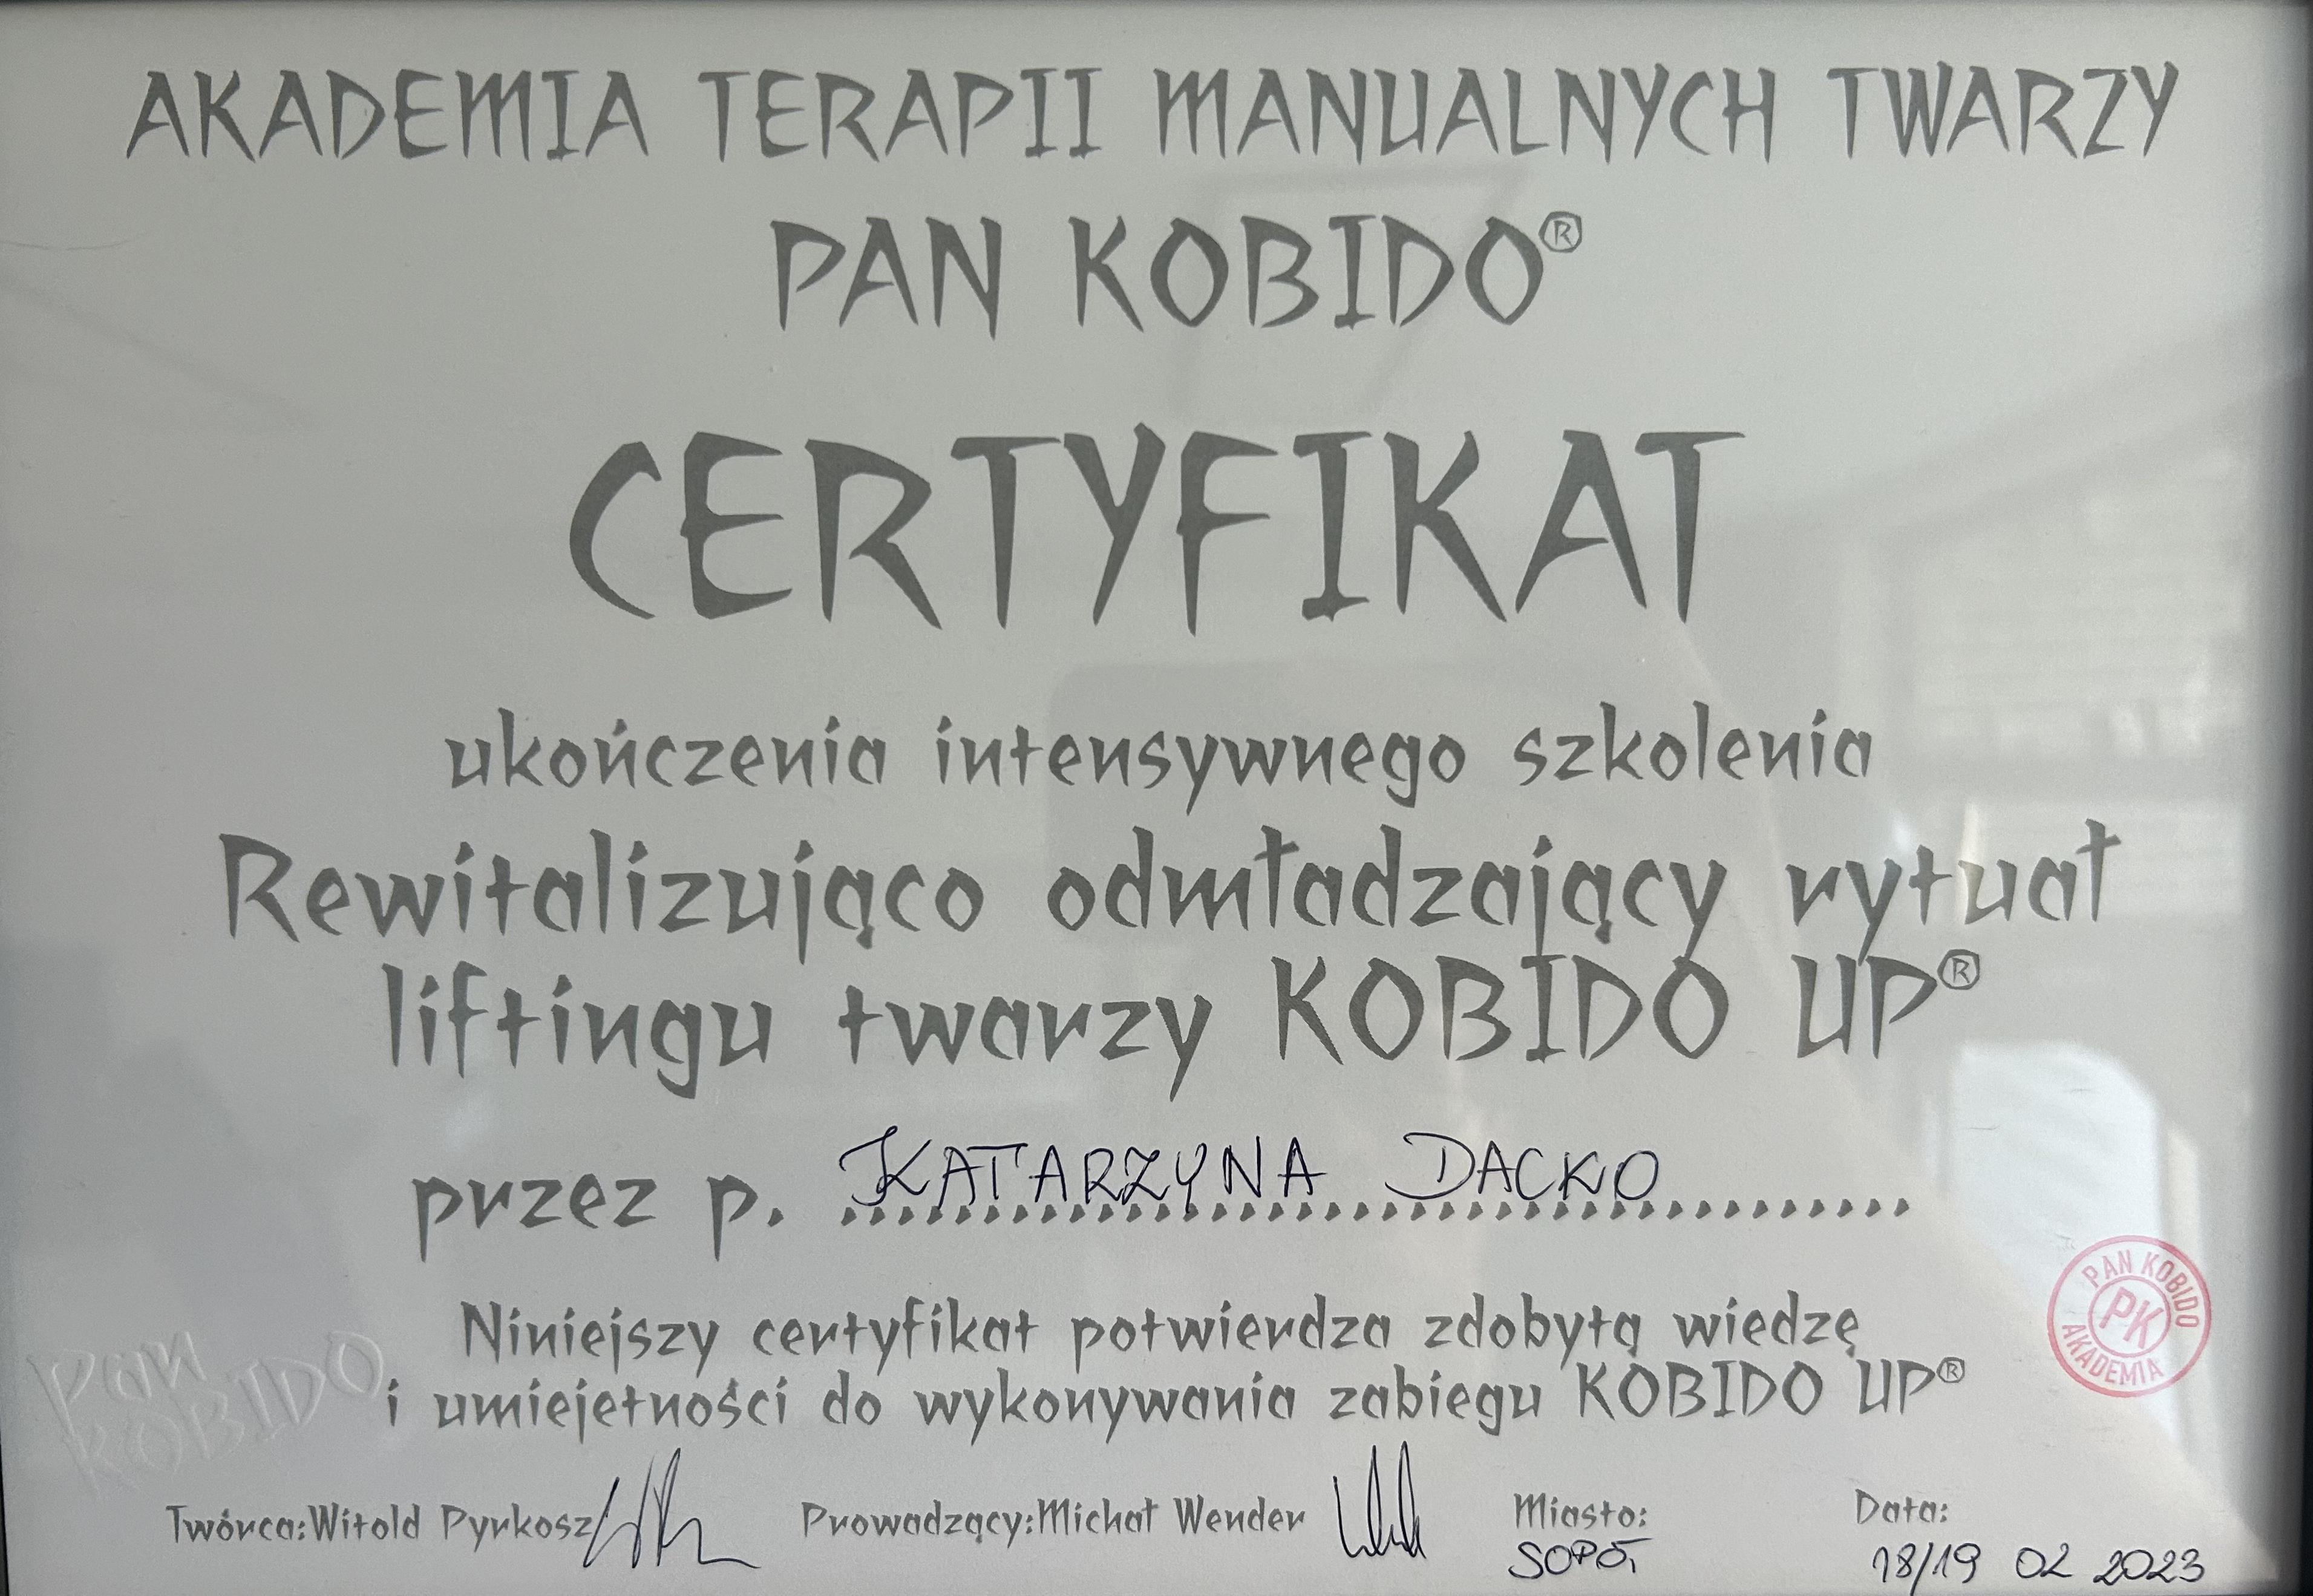 AKADEMIA TERAPII MANUALNYCH TWARZY
PAN KOBIDO®
CERTYFIKAT
ukończenia intensywnego szkolenia
Rewitalizująco odmładzający rytuał
liftingu twarzy KOBIDO UP®
przez p. KATARZYNA DACKO
Niniejszy certyfikat potwierdza zdobytą wiedzę
i umiejetności do wykonywania zabiegu KOBIDO UP®
PAN KOBIDO
PK
AKADEMIA
Pan
KOBIDO
Twórca:Witold Pyrkosz
Prowadzący:Michał Wender
Miasto:
SOPOT
Data:
18/19 02 2023